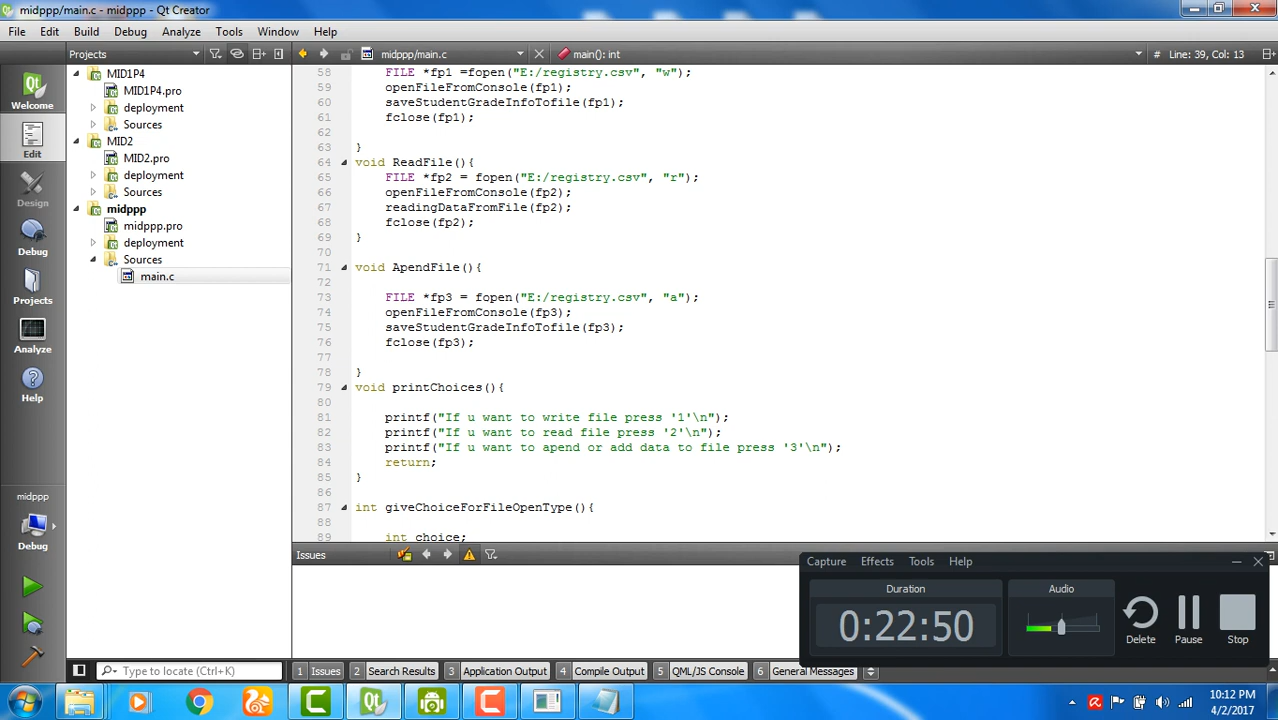 midppp/main.c - midppp - Qt Creator
File Edit Build Debug Analyze Tools Window Help
Projects
midppp/main.c
main(): int
# Line: 39, Col: 13
Welcome
Edit
Design
Debug
Projects
Analyze
Help
midppp
Debug
MID1P4
MID1P4.pro
deployment
Sources
MID2
MID2.pro
deployment
Sources
midppp
midppp.pro
deployment
Sources
main.c
58 FILE *fp1 =fopen("E:/registry.csv", "w");
59 openFileFromConsole(fp1);
60 saveStudentGradeInfoTofile(fp1);
61 fclose(fp1);
62
63 }
64 void ReadFile(){
65 FILE *fp2 = fopen("E:/registry.csv", "r");
66 openFileFromConsole(fp2);
67 readingDataFromFile(fp2);
68 fclose(fp2);
69 }
70
71 void ApendFile(){
72
73 FILE *fp3 = fopen("E:/registry.csv", "a");
74 openFileFromConsole(fp3);
75 saveStudentGradeInfoTofile(fp3);
76 fclose(fp3);
77
78 }
79 void printChoices(){
80
81 printf("If u want to write file press '1'\n");
82 printf("If u want to read file press '2'\n");
83 printf("If u want to apend or add data to file press '3'\n");
84 return;
85 }
86
87 int giveChoiceForFileOpenType(){
88
89 int choice;
Issues
Capture Effects Tools Help
Duration
0:22:50
Audio
Delete
Pause
Stop
Type to locate (Ctrl+K)
1 Issues
2 Search Results
3 Application Output
4 Compile Output
5 QML/JS Console
6 General Messages
10:12 PM
4/2/2017